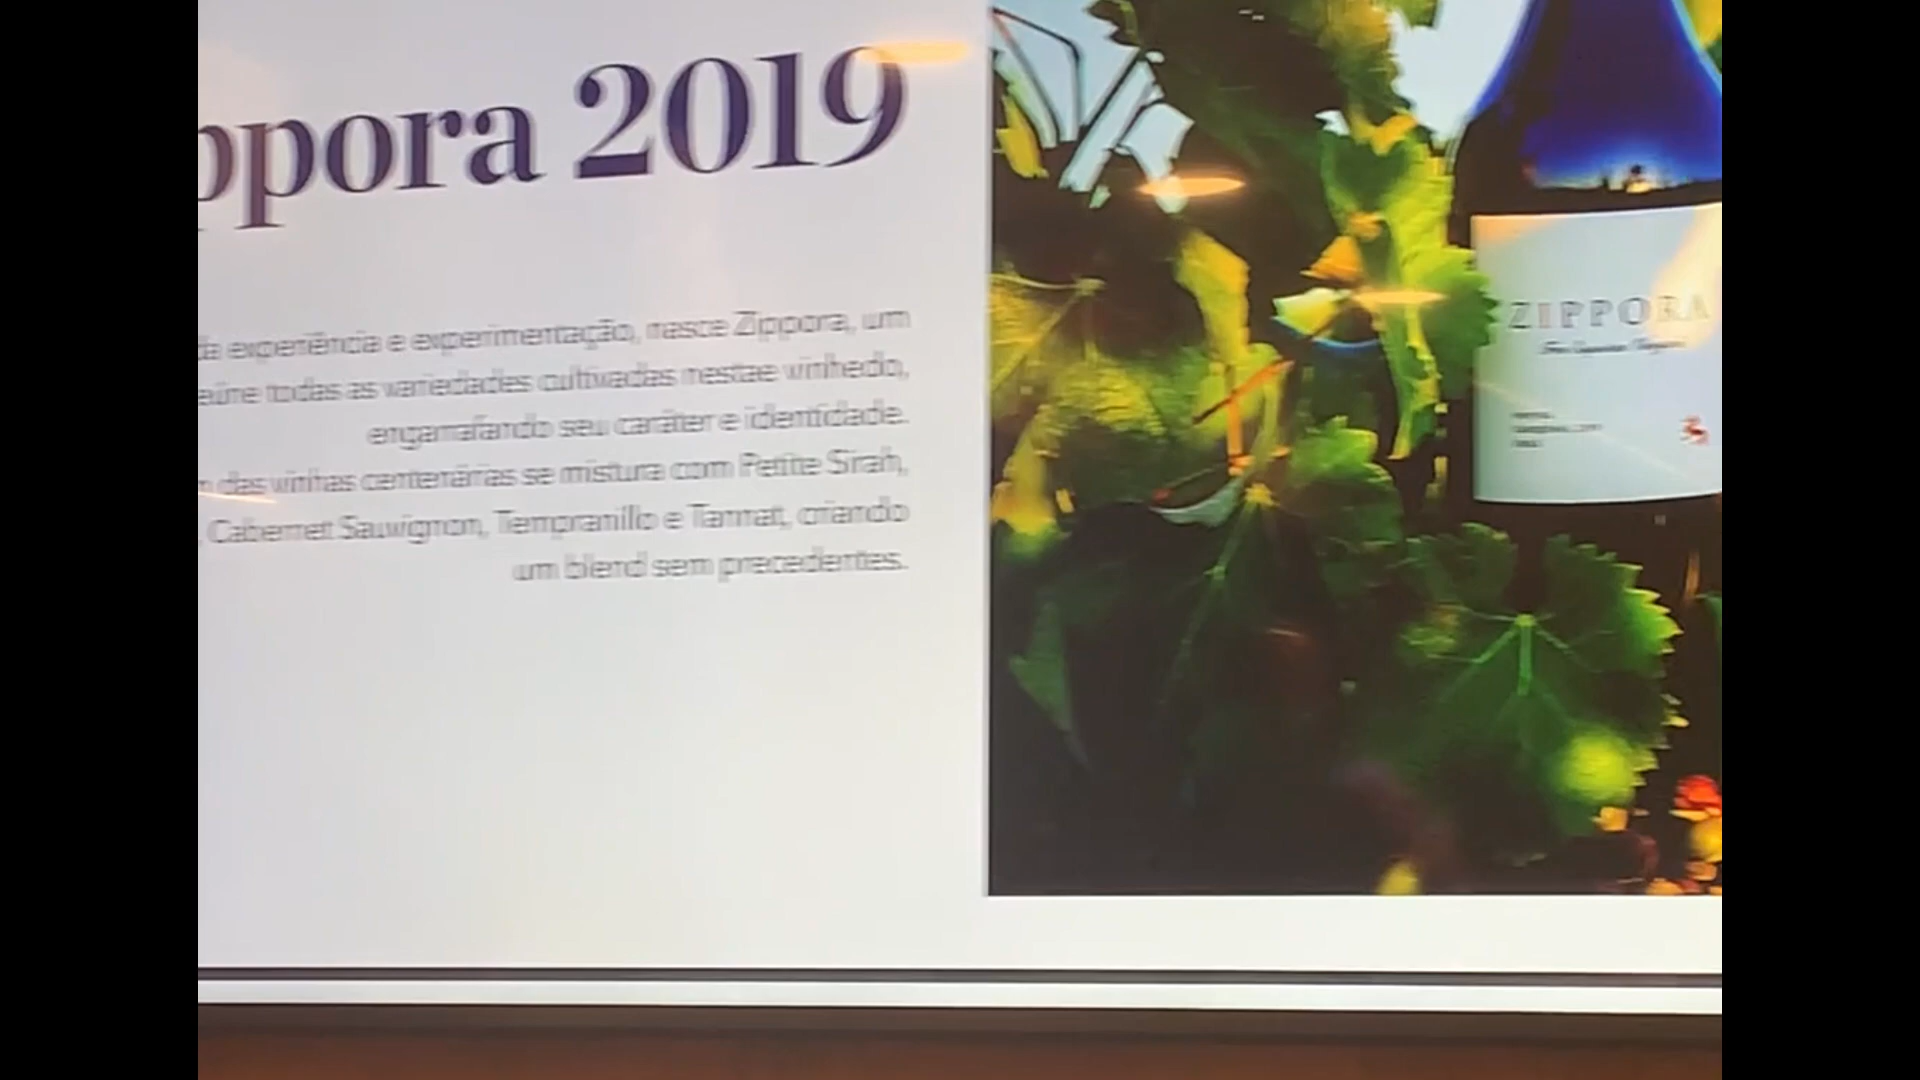 ppora 2019
da experiência e experimentação, nasce Zippora, um
reúne todas as variedades cultivadas nestae vinhedo,
engarrafando seu caráter e identidade.
das vinhas centenárias se mistura com Petite Sirah,
, Cabernet Sauvignon, Tempranillo e Tannat, criando
um blend sem precedentes.
ZIPPORA